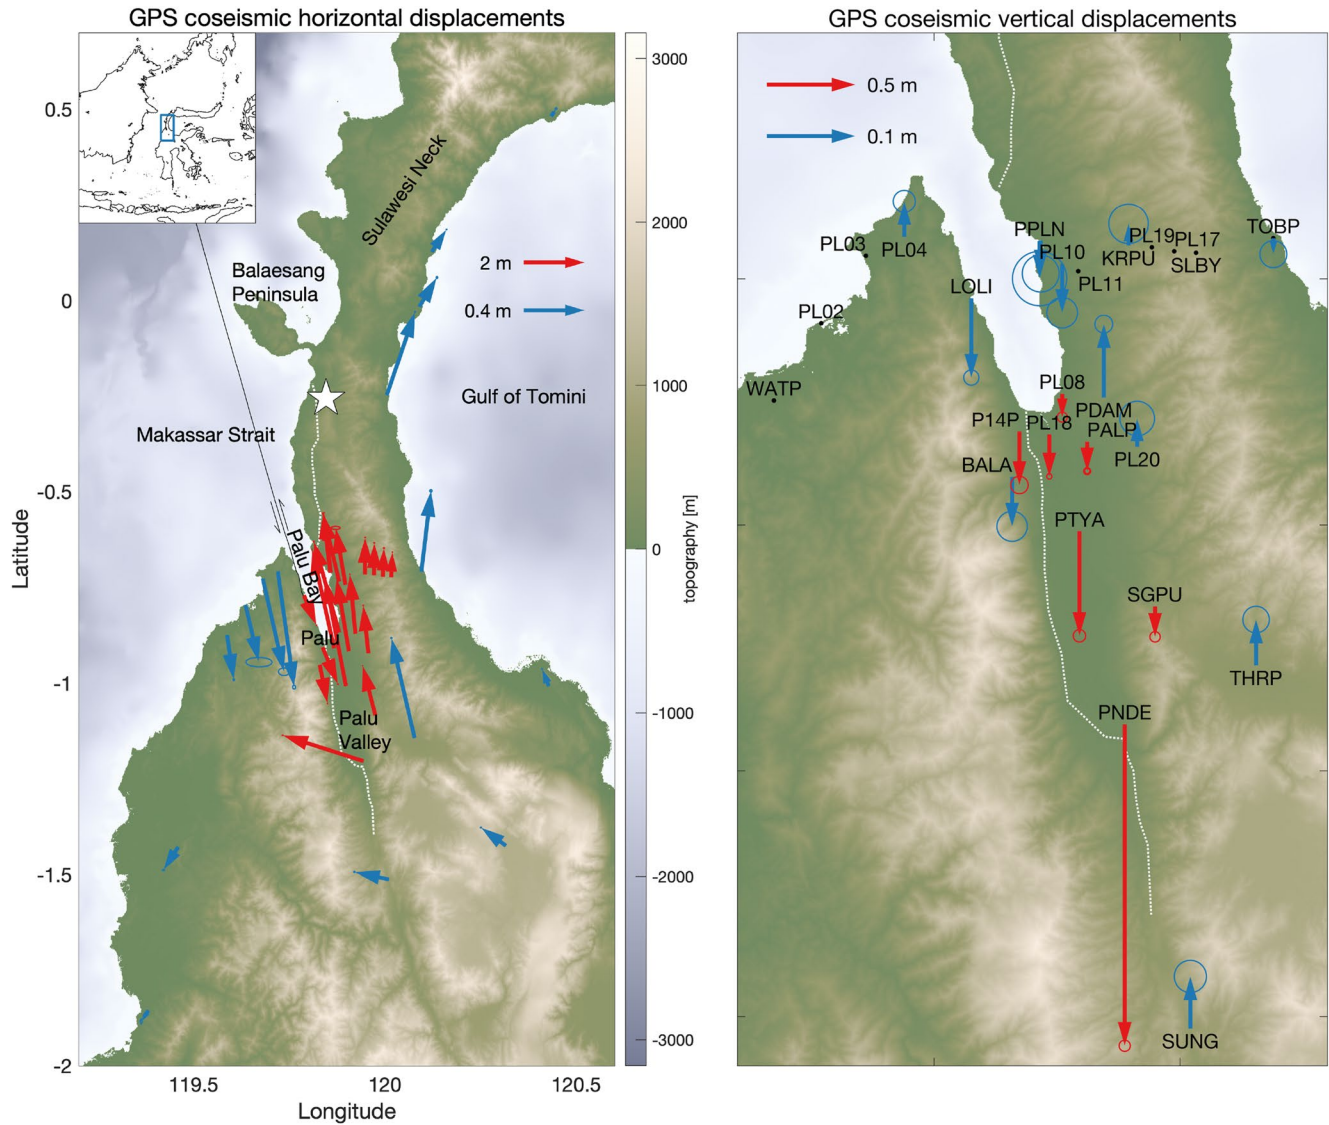 GPS coseismic horizontal displacements
0.5
0
-0.5
-1
-1.5
-2
Latitude
119.5
120
120.5
Longitude
Sulawesi Neck
Balaesang
Peninsula
2 m
0.4 m
Gulf of Tomini
Makassar Strait
Palu Bay
Palu
Palu
Valley
3000
2000
1000
0
-1000
-2000
-3000
topography [m]
GPS coseismic vertical displacements
0.5 m
0.1 m
PL03
PL04
PPLN
PL10
PL11
KRPU
PL19
PL17
SLBY
TOBP
LOLI
PL02
WATP
PL08
P14P
PL18
PDAM
PALP
PL20
BALA
PTYA
SGPU
THRP
PNDE
SUNG